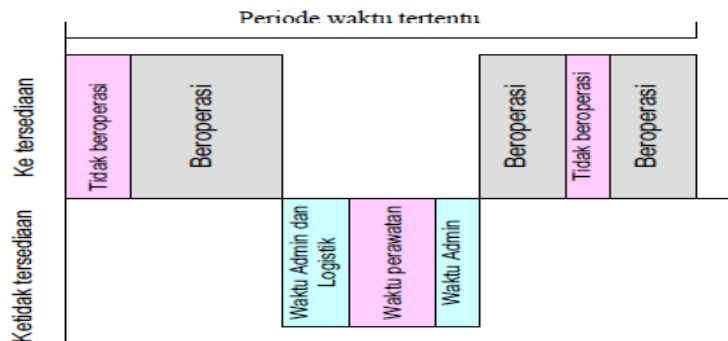 Periode waktu tertentu
Ke tersediaan
Tidak beroperasi
Beroperasi
Beroperasi
Tidak beroperasi
Beroperasi
Ketidak tersediaan
Waktu Admin dan
Logistik
Waktu perawatan
Waktu Admin